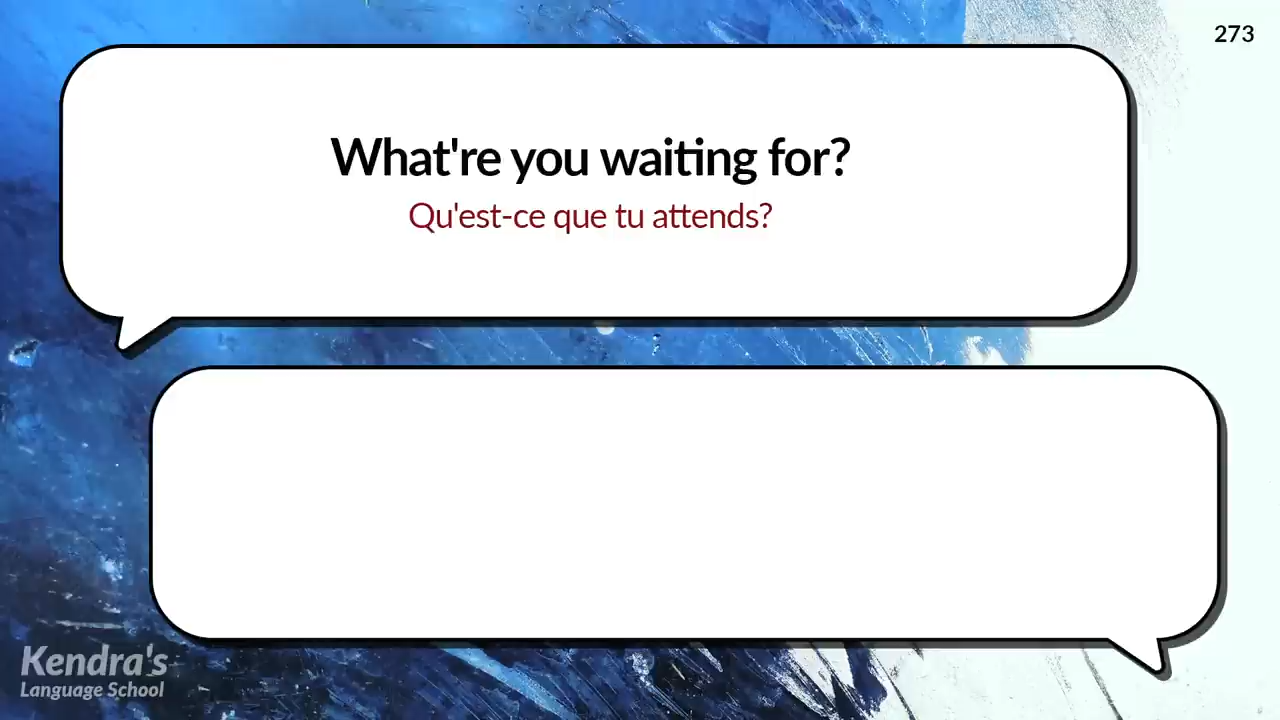 273
What're you waiting for?
Qu'est-ce que tu attends?
Kendra's
Language School